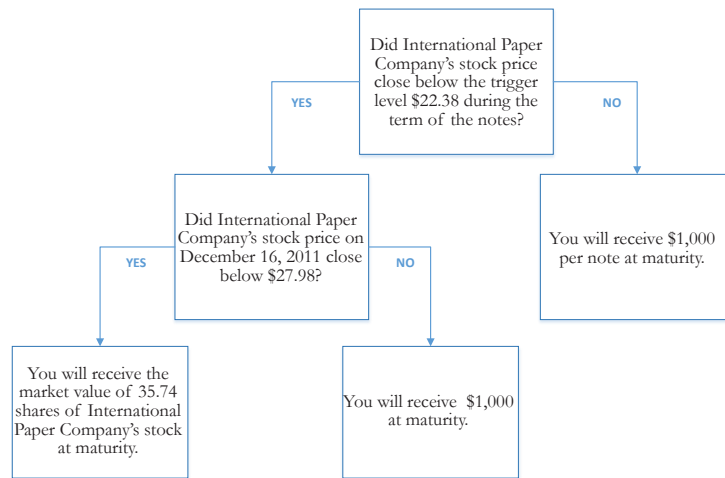 Did International Paper
Company's stock price
close below the trigger
level $22.38 during the
term of the notes?
YES
NO
Did International Paper
Company's stock price on
December 16, 2011 close
below $27.98?
You will receive $1,000
per note at maturity.
YES
NO
You will receive the
market value of 35.74
shares of International
Paper Company's stock
at maturity.
You will receive $1,000
at maturity.